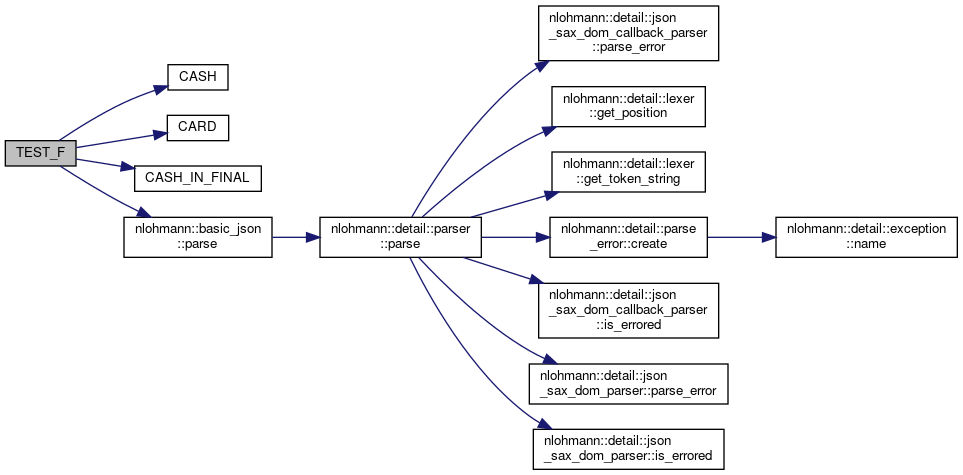 TEST_F
CASH
CARD
CASH_IN_FINAL
nlohmann::basic_json
::parse
nlohmann::detail::parser
::parse
nlohmann::detail::json
_sax_dom_callback_parser
::parse_error
nlohmann::detail::lexer
::get_position
nlohmann::detail::lexer
::get_token_string
nlohmann::detail::parse
_error::create
nlohmann::detail::exception
::name
nlohmann::detail::json
_sax_dom_callback_parser
::is_errored
nlohmann::detail::json
_sax_dom_parser::parse_error
nlohmann::detail::json
_sax_dom_parser::is_errored